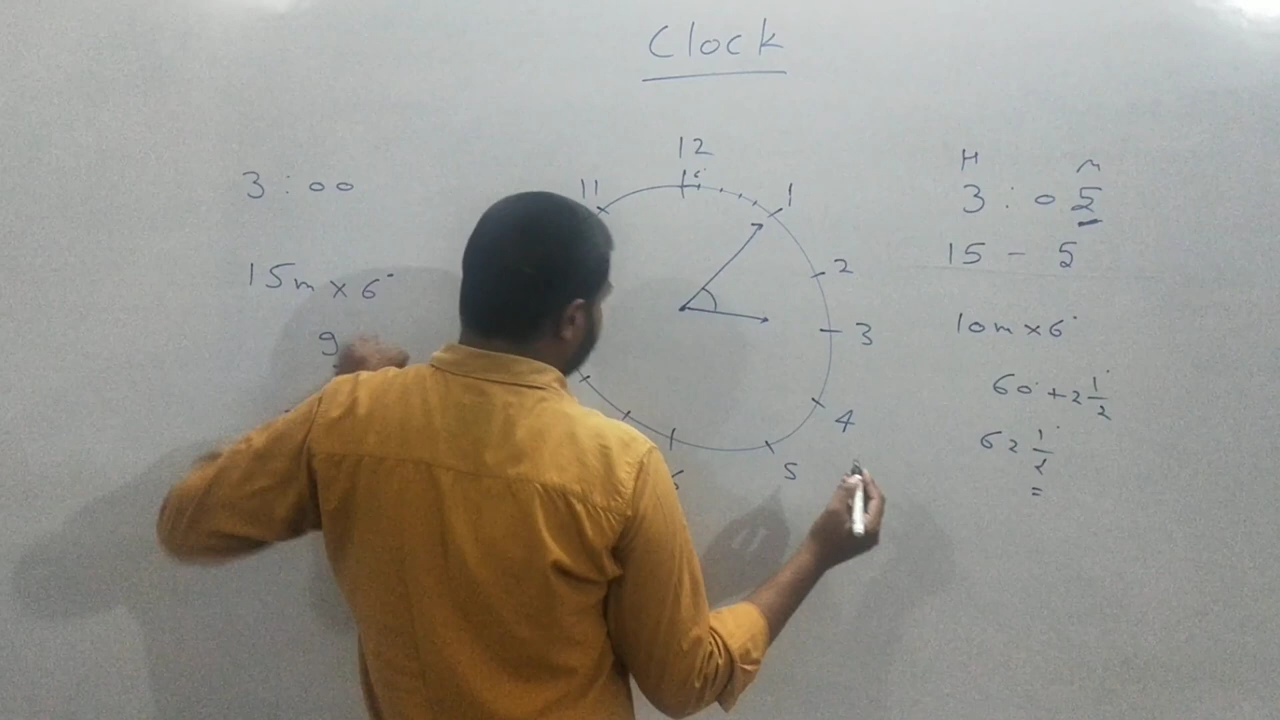 Clock
3 : 00
15m × 6°
9
12
1°
11
1
2
3
4
5
H M
3 : 05
15 - 5
10m × 6°
60° + 2 1/2°
62 1/2°
=